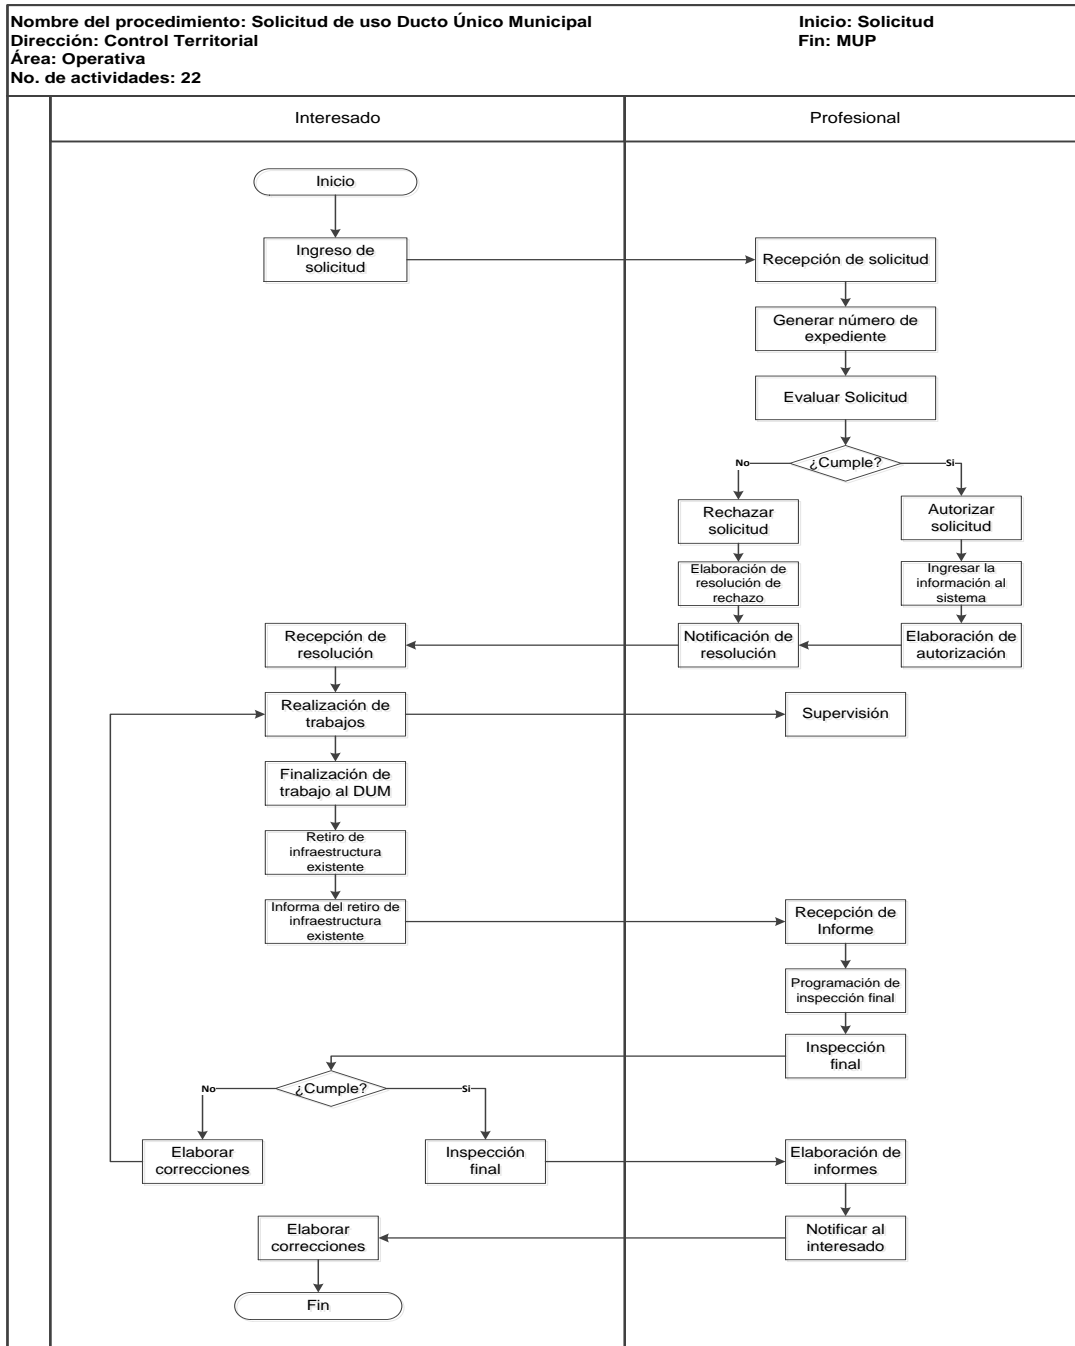 Nombre del procedimiento: Solicitud de uso Ducto Único Municipal
Inicio: Solicitud
Dirección: Control Territorial
Fin: MUP
Área: Operativa
No. de actividades: 22
Interesado
Profesional
Inicio
Ingreso de
solicitud
Recepción de solicitud
Generar número de
expediente
Evaluar Solicitud
¿Cumple?
No
Si
Rechazar
solicitud
Autorizar
solicitud
Elaboración de
resolución de
rechazo
Ingresar la
información al
sistema
Recepción de
resolución
Notificación de
resolución
Elaboración de
autorización
Realización de
trabajos
Supervisión
Finalización de
trabajo al DUM
Retiro de
infraestructura
existente
Informa del retiro de
infraestructura
existente
Recepción de
Informe
Programación de
inspección final
Inspección
final
¿Cumple?
No
Si
Elaborar
correcciones
Inspección
final
Elaboración de
informes
Elaborar
correcciones
Notificar al
interesado
Fin